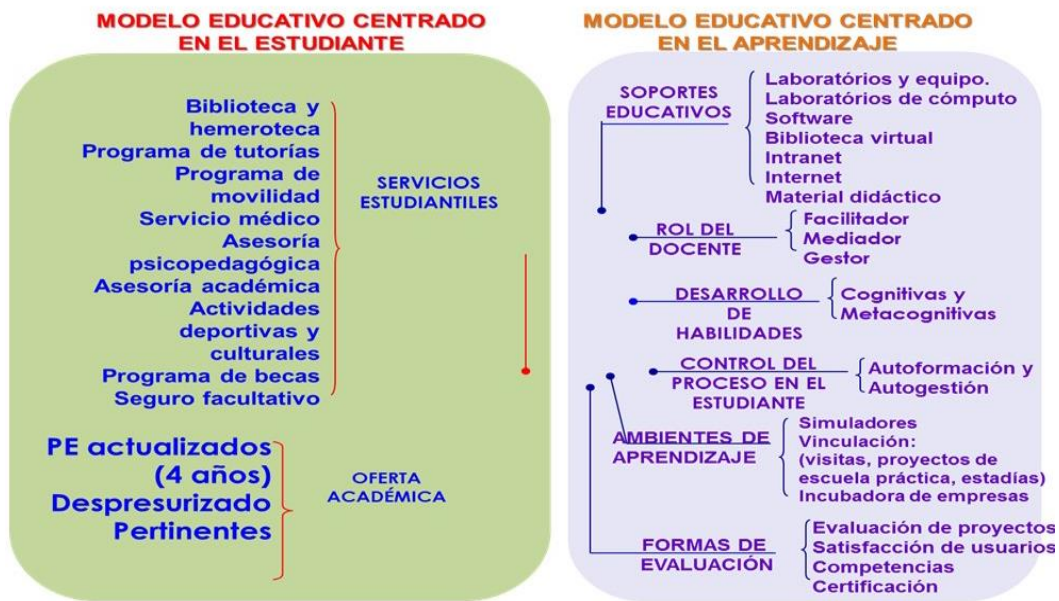 MODELO EDUCATIVO CENTRADO
EN EL ESTUDIANTE
Biblioteca y
hemeroteca
Programa de tutorías
Programa de
movilidad
Servicio médico
Asesoría
psicopedagógica
Asesoría académica
Actividades
deportivas y
culturales
Programa de becas
Seguro facultativo
SERVICIOS
ESTUDIANTILES
PE actualizados
(4 años)
Despresurizado
Pertinentes
OFERTA
ACADÉMICA
MODELO EDUCATIVO CENTRADO
EN EL APRENDIZAJE
SOPORTES
EDUCATIVOS
Laboratórios y equipo.
Laboratórios de cómputo
Software
Biblioteca virtual
Intranet
Internet
Material didáctico
ROL DEL
DOCENTE
Facilitador
Mediador
Gestor
DESARROLLO
DE
HABILIDADES
Cognitivas y
Metacognitivas
CONTROL DEL
PROCESO EN EL
ESTUDIANTE
Autoformación y
Autogestión
AMBIENTES DE
APRENDIZAJE
Simuladores
Vinculación:
(visitas, proyectos de
escuela práctica, estadías)
Incubadora de empresas
FORMAS DE
EVALUACIÓN
Evaluación de proyectos
Satisfacción de usuarios
Competencias
Certificación